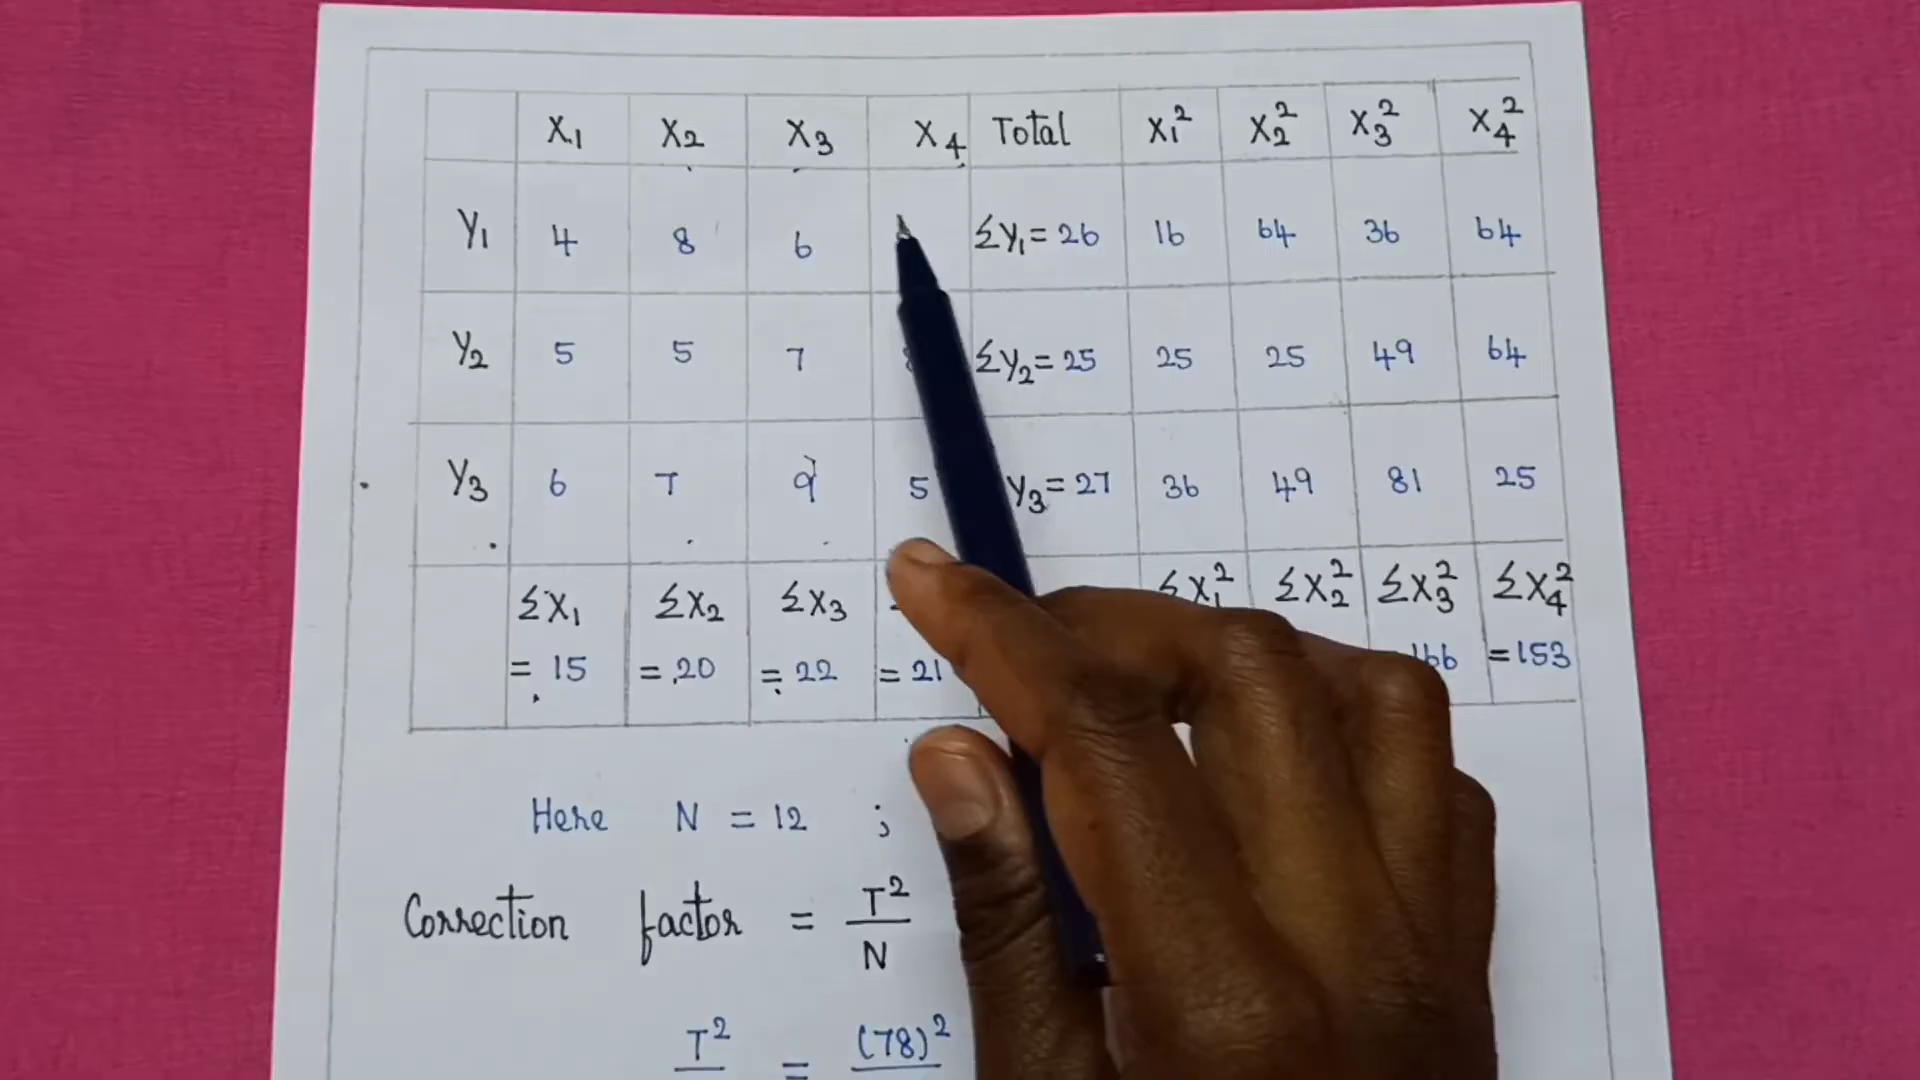 X₁ X₂ X₃ X₄ Total X₁² X₂² X₃² X₄²
Y₁ 4 8 6 ΣY₁= 26 16 64 36 64
Y₂ 5 5 7 ΣY₂= 25 25 25 49 64
Y₃ 6 7 9 5 Y₃= 27 36 49 81 25
ΣX₁ ΣX₂ ΣX₃ ΣX₁² ΣX₂² ΣX₃² ΣX₄²
= 15 = 20 = 22 = 21 166 =153
Here N = 12 ;
Correction factor = T²
N
T² = (78)²